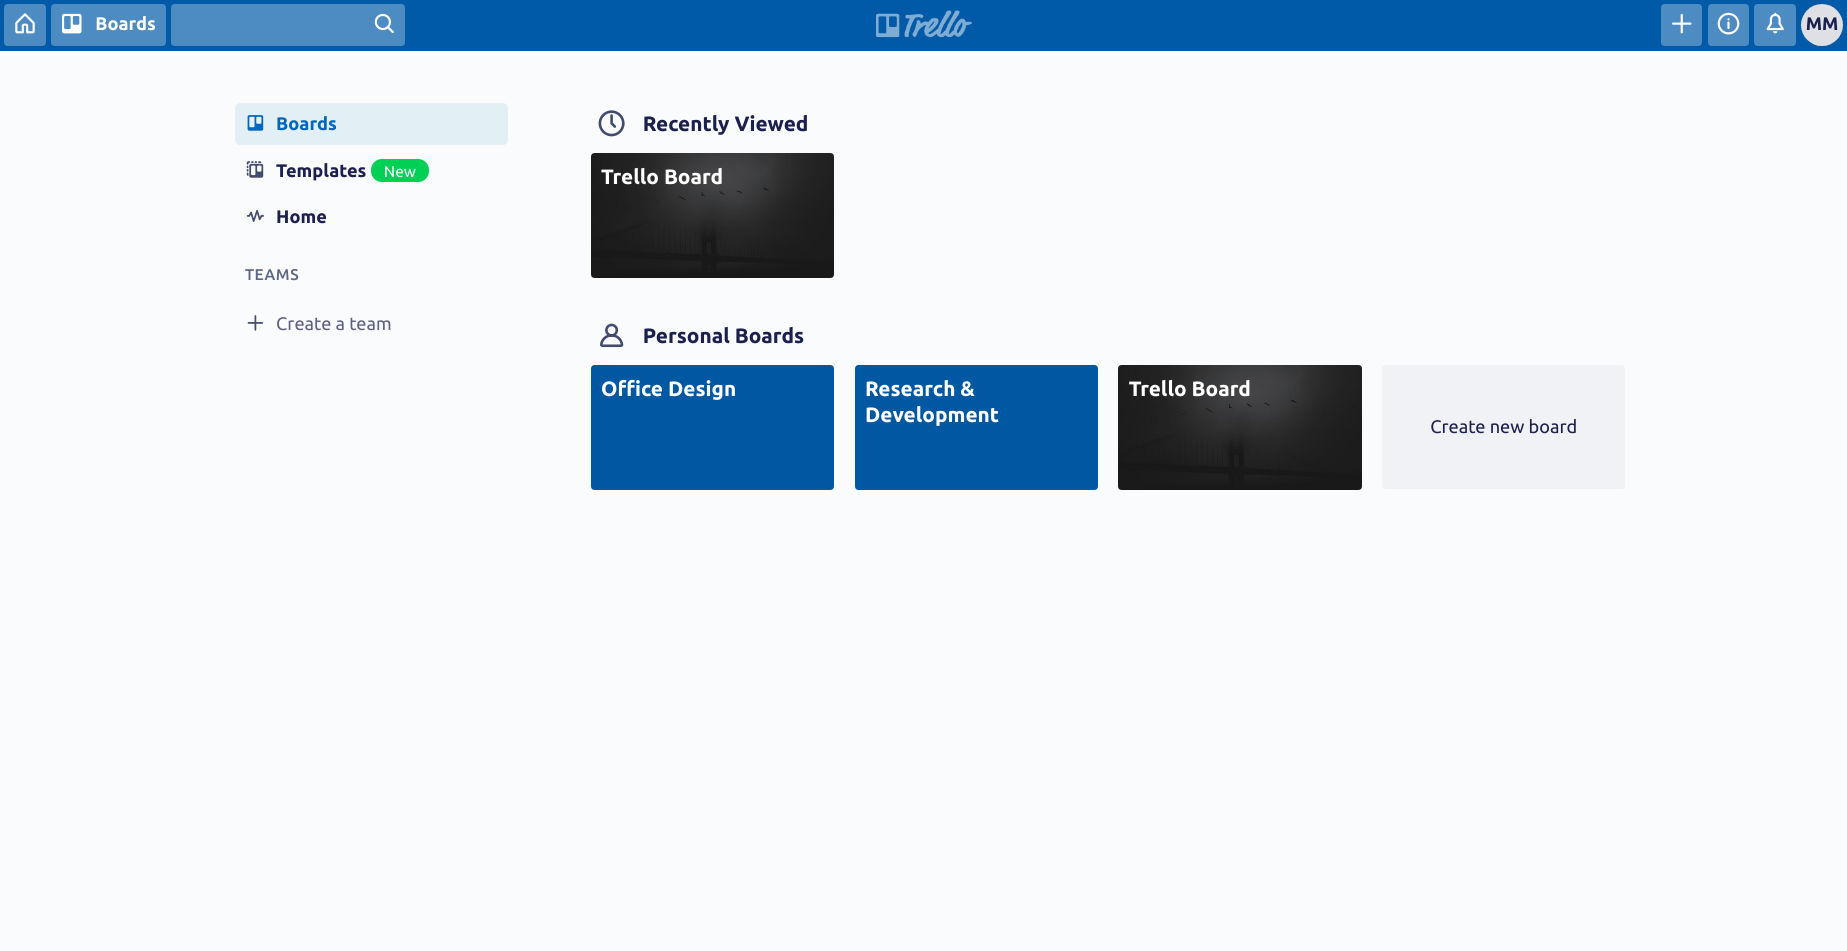 Boards
Trello
MM
Boards
Templates New
Home
TEAMS
Create a team
Recently Viewed
Trello Board
Personal Boards
Office Design
Research &
Development
Trello Board
Create new board